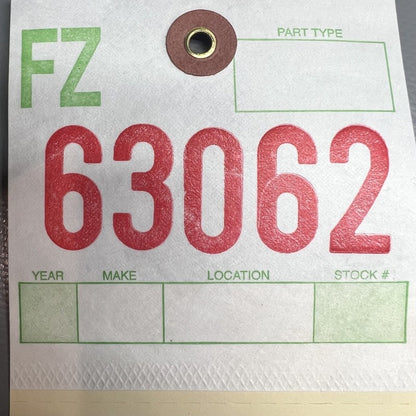 FZ
PART TYPE
63062
YEAR MAKE LOCATION STOCK #